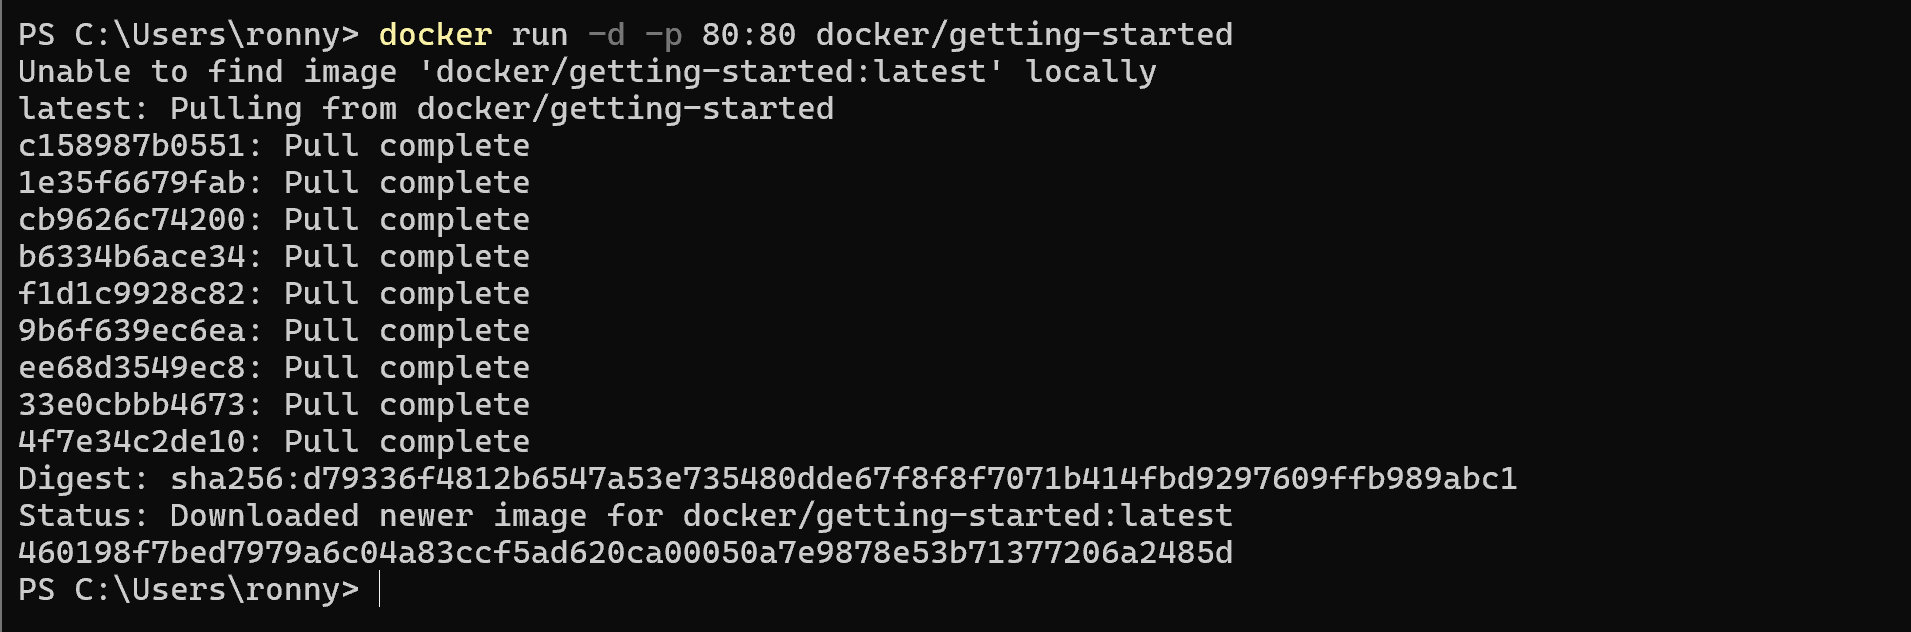 PS C:\Users\ronny> docker run -d -p 80:80 docker/getting-started
Unable to find image 'docker/getting-started:latest' locally
latest: Pulling from docker/getting-started
c158987b0551: Pull complete
1e35f6679fab: Pull complete
cb9626c74200: Pull complete
b6334b6ace34: Pull complete
f1d1c9928c82: Pull complete
9b6f639ec6ea: Pull complete
ee68d3549ec8: Pull complete
33e0cbbb4673: Pull complete
4f7e34c2de10: Pull complete
Digest: sha256:d79336f4812b6547a53e735480dde67f8f8f7071b414fbd9297609ffb989abc1
Status: Downloaded newer image for docker/getting-started:latest
460198f7bed7979a6c04a83ccf5ad620ca00050a7e9878e53b71377206a2485d
PS C:\Users\ronny>